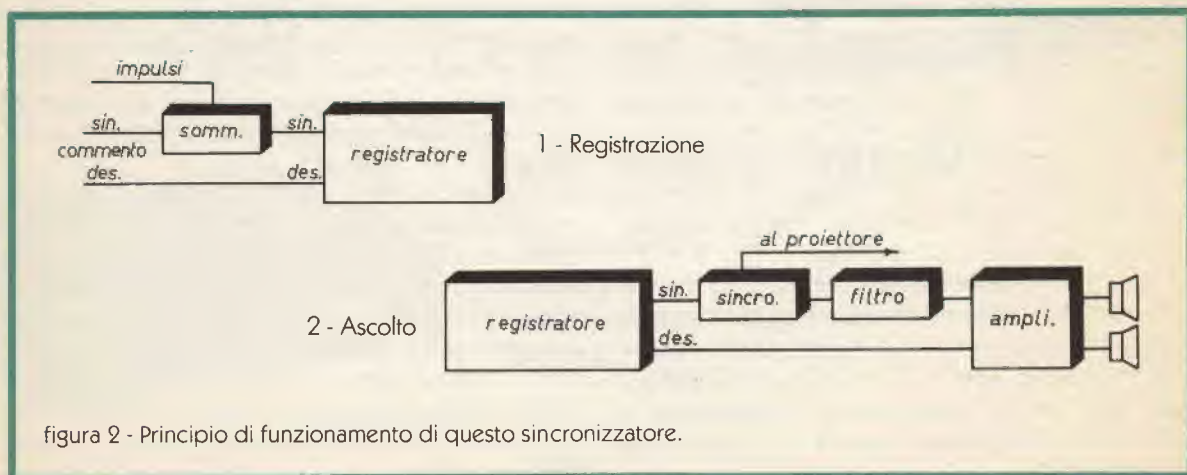 impulsi
sin.
somm.
sin.
commento
des.
des.
registratore
1 - Registrazione
al proiettore
2 - Ascolto
registratore
sin.
sincro.
filtro
ampli.
des.
figura 2 - Principio di funzionamento di questo sincronizzatore.